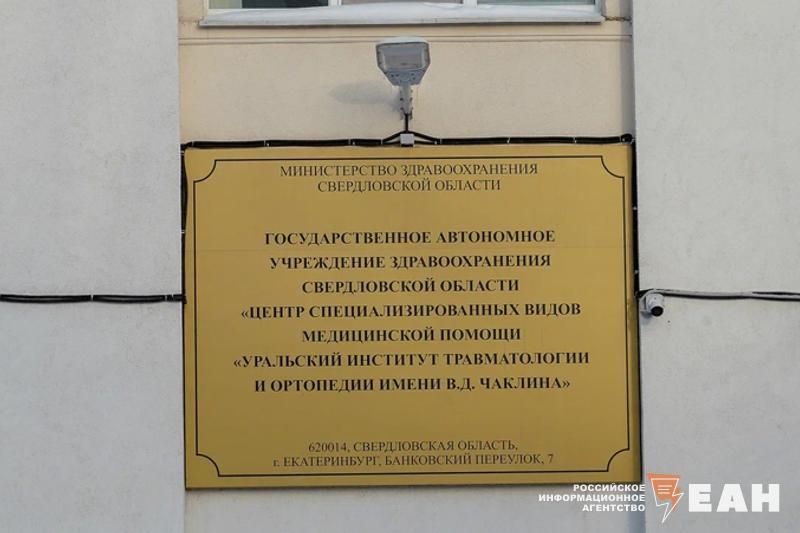 МИНИСТЕРСТВО ЗДРАВООХРАНЕНИЯ
СВЕРДЛОВСКОЙ ОБЛАСТИ
ГОСУДАРСТВЕННОЕ АВТОНОМНОЕ
УЧРЕЖДЕНИЕ ЗДРАВООХРАНЕНИЯ
СВЕРДЛОВСКОЙ ОБЛАСТИ
«ЦЕНТР СПЕЦИАЛИЗИРОВАННЫХ ВИДОВ
МЕДИЦИНСКОЙ ПОМОЩИ
«УРАЛЬСКИЙ ИНСТИТУТ ТРАВМАТОЛОГИИ
И ОРТОПЕДИИ ИМЕНИ В.Д. ЧАКЛИНА»
620014, СВЕРДЛОВСКАЯ ОБЛАСТЬ,
г. ЕКАТЕРИНБУРГ, БАНКОВСКИЙ ПЕРЕУЛОК, 7
РОССИЙСКОЕ
ИНФОРМАЦИОННОЕ
АГЕНТСТВО
ЕАН